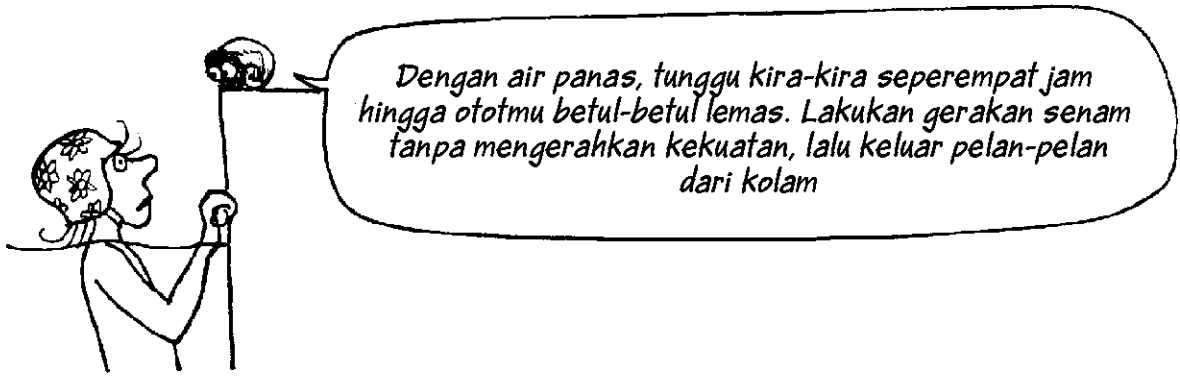 Dengan air panas, tunggu kira-kira seperempat jam
hingga ototmu betul-betul lemas. Lakukan gerakan senam
tanpa mengerahkan kekuatan, lalu keluar pelan-pelan
dari kolam